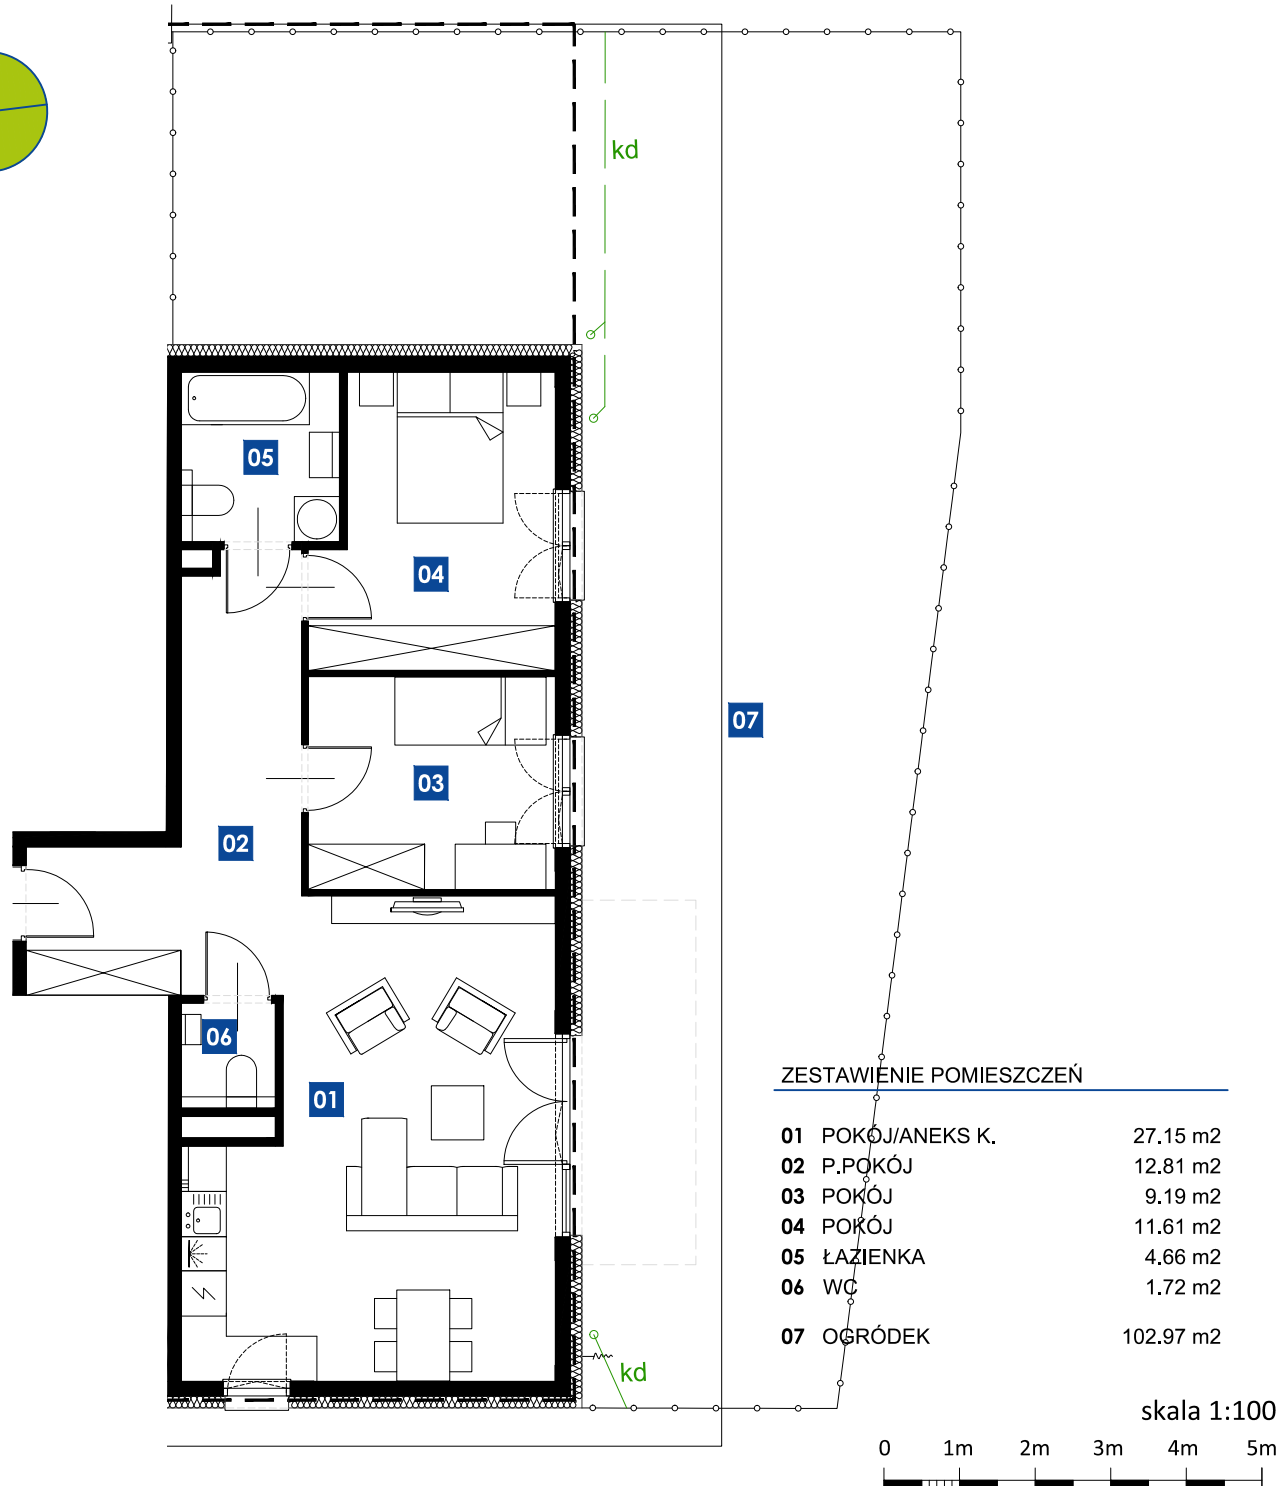 kd
05
04
07
03
02
06
01
ZESTAWIENIE POMIESZCZEŃ
01 POKÓJ/ANEKS K. 27.15 m2
02 P.POKÓJ 12.81 m2
03 POKÓJ 9.19 m2
04 POKÓJ 11.61 m2
05 ŁAZIENKA 4.66 m2
06 WC 1.72 m2
07 OGRÓDEK 102.97 m2
kd
skala 1:100
0 1m 2m 3m 4m 5m